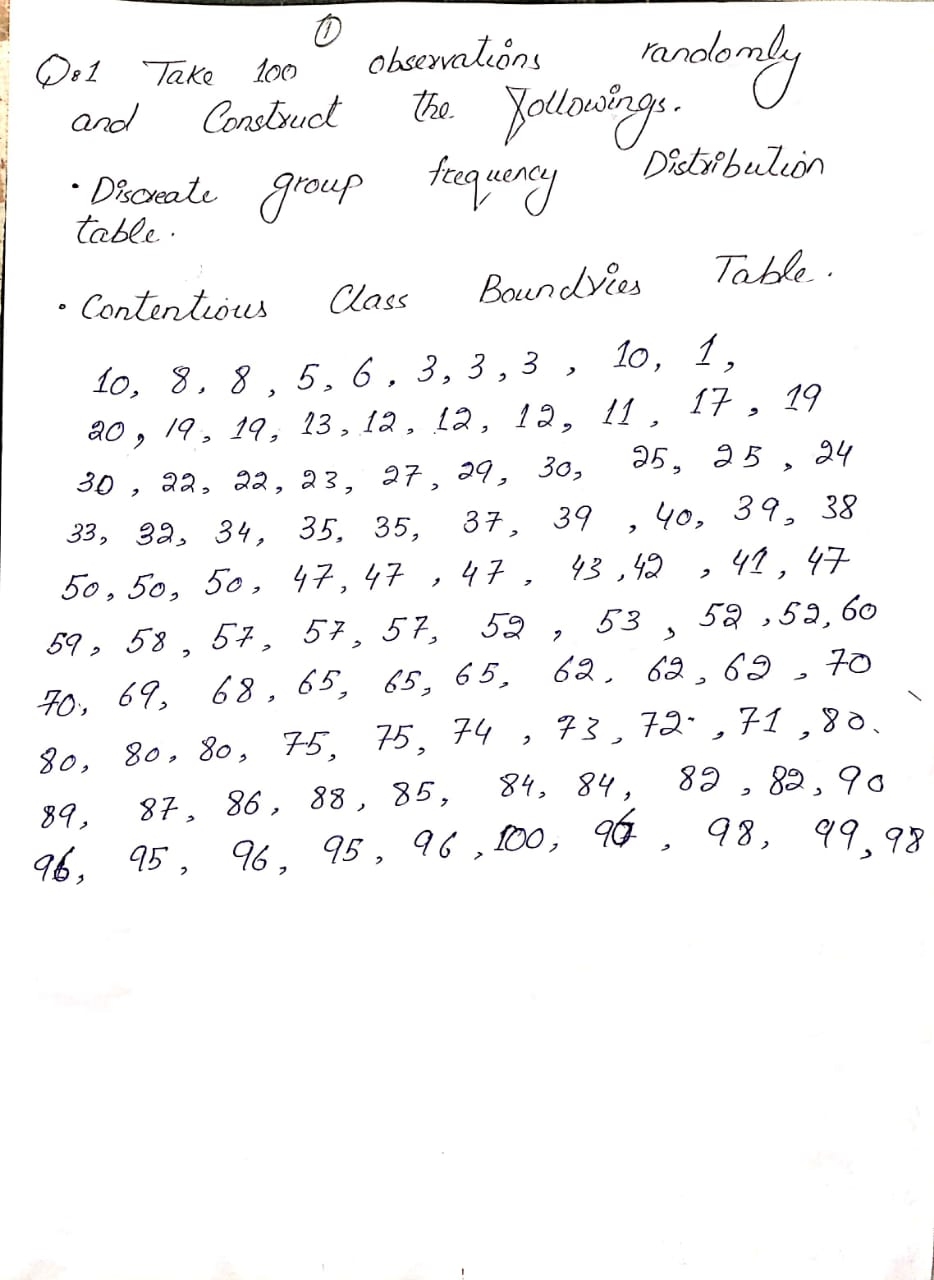 ①
Q.1 Take 100 observations randomly
and Construct the followings.
• Discreate group frequency Distribution
table.
• Contentious Class Boundries Table.
10, 8, 8, 5, 6, 3, 3, 3, 10, 1,
20, 19, 19, 13, 12, 12, 12, 11, 17, 19
30, 22, 22, 23, 27, 29, 30, 25, 25, 24
33, 32, 34, 35, 35, 37, 39, 40, 39, 38
50, 50, 50, 47, 47, 47, 43, 42, 41, 47
59, 58, 57, 57, 57, 52, 53, 52, 52, 60
70, 69, 68, 65, 65, 65, 62, 62, 62, 70
80, 80, 80, 75, 75, 74, 73, 72, 71, 80.
89, 87, 86, 88, 85, 84, 84, 82, 82, 90
96, 95, 96, 95, 96, 100, 98, 99, 98